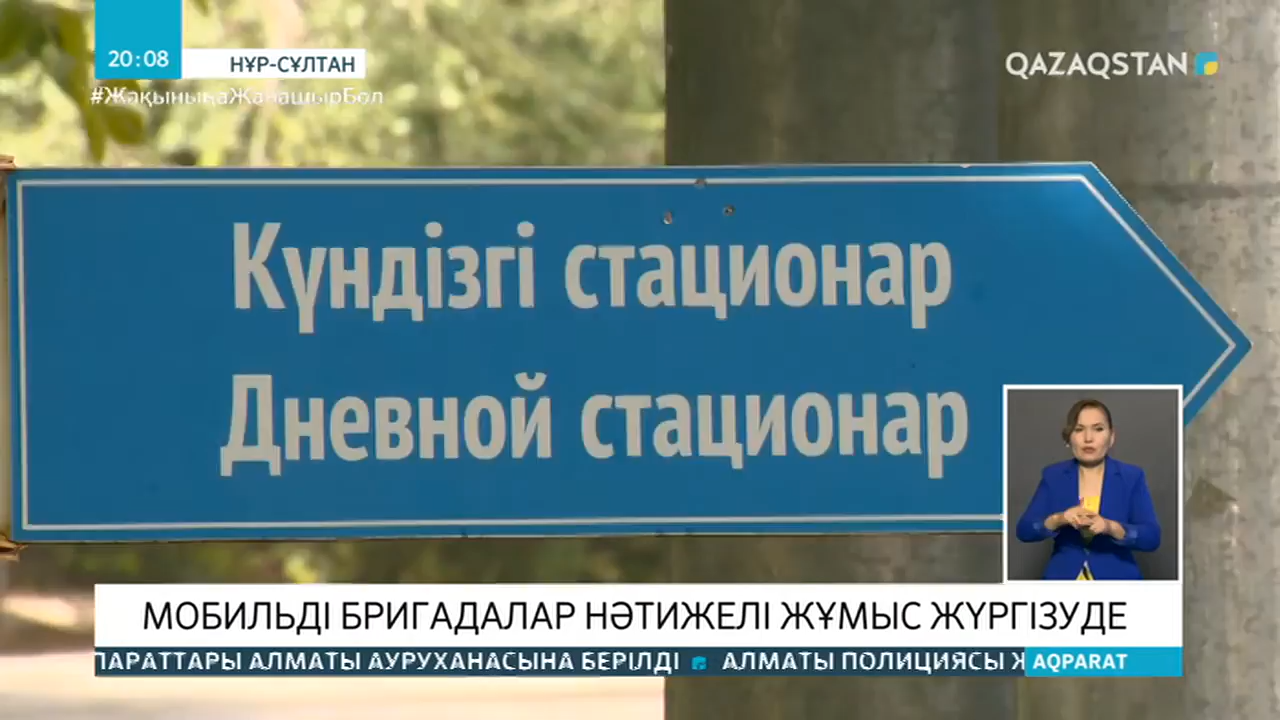 20:08
НҰР-СҰЛТАН
QAZAQSTAN
#ЖақыныңаЖанашырБол
Күндізгі стационар
Дневной стационар
МОБИЛЬДІ БРИГАДАЛАР НӘТИЖЕЛІ ЖҰМЫС ЖҮРГІЗУДЕ
ПАРАТТАРЫ АЛМАТЫ АУРУХАНАСЫНА БЕРІЛДІ АЛМАТЫ ПОЛИЦИЯСЫ Ж
AQPARAT